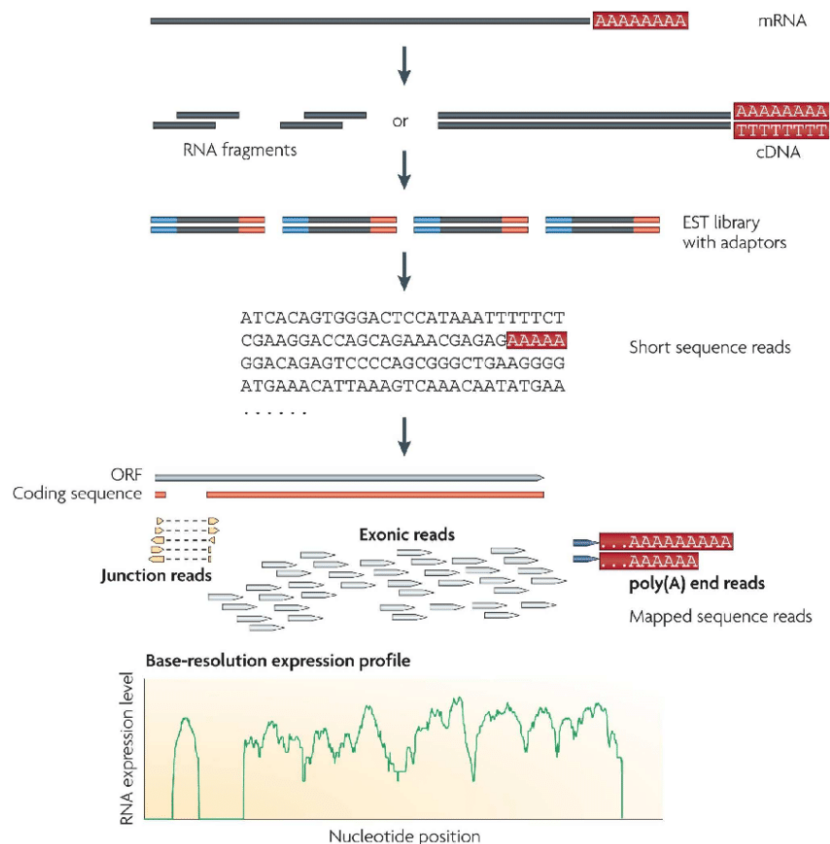 AAAAAAAA mRNA
or
AAAAAAAA
TTTTTTTT
RNA fragments
cDNA
EST library
with adaptors
ATCACAGTGGGACTCCATAAATTTTTCT
CGAAGGACCAGCAGAAACGAGAGAAAAA
GGACAGAGTCCCCAGCGGGCTGAAGGGG
ATGAAACATTAAAGTCAAACAATATGAA
. . . . . .
Short sequence reads
ORF
Coding sequence
Junction reads
Exonic reads
...AAAAAAAAA
...AAAAAA
poly(A) end reads
Mapped sequence reads
Base-resolution expression profile
RNA expression level
Nucleotide position